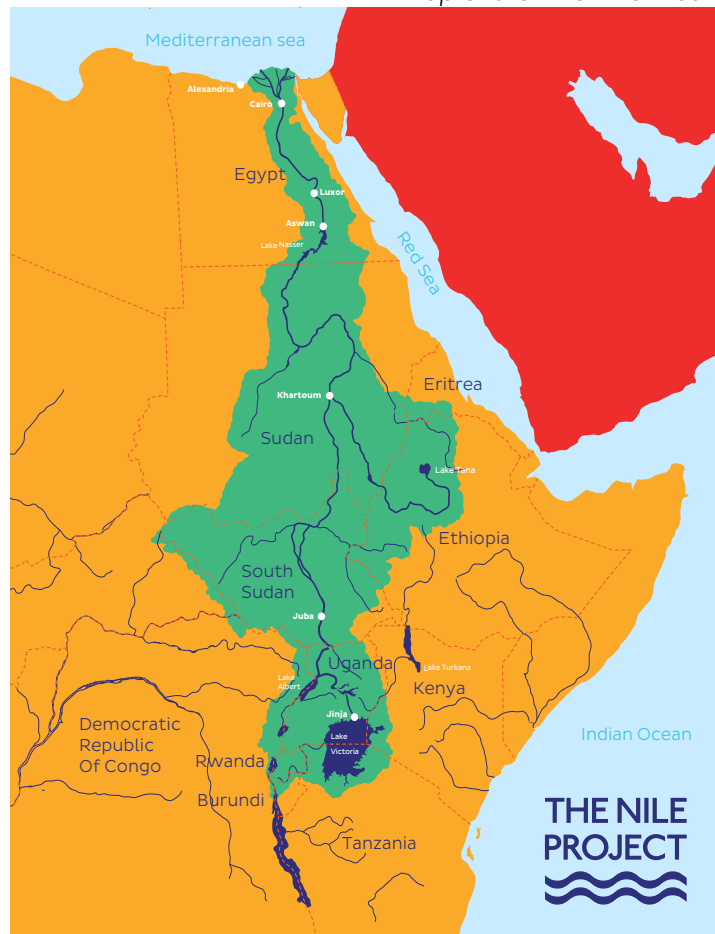 Mediterranean sea
Alexandria
Cairo
Egypt
Luxor
Aswan
Lake Nasser
Red Sea
Eritrea
Khartoum
Sudan
Lake Tana
Ethiopia
South
Sudan
Juba
Uganda
Lake Turkana
Lake
Albert
Kenya
Jinja
Democratic
Republic
Of Congo
Lake
Victoria
Indian Ocean
Rwanda
Burundi
Tanzania
THE NILE
PROJECT